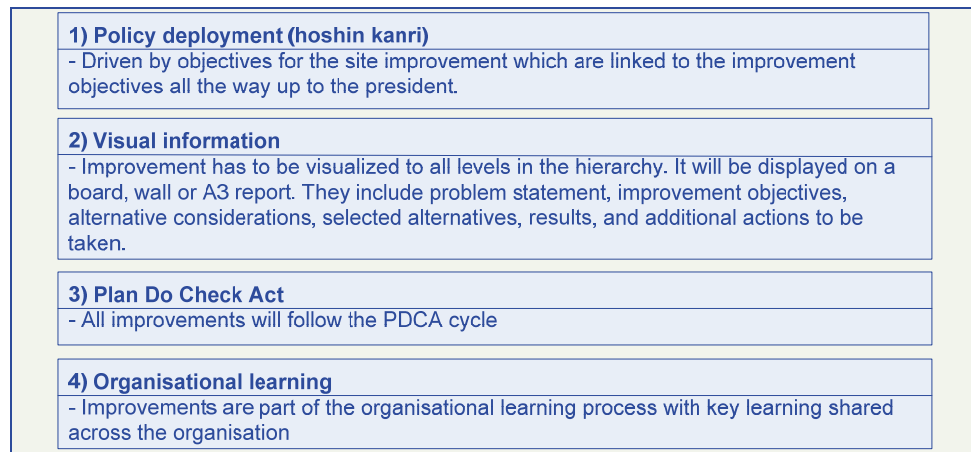 1) Policy deployment (hoshin kanri)
- Driven by objectives for the site improvement which are linked to the improvement
objectives all the way up to the president.
2) Visual information
- Improvement has to be visualized to all levels in the hierarchy. It will be displayed on a
board, wall or A3 report. They include problem statement, improvement objectives,
alternative considerations, selected alternatives, results, and additional actions to be
taken.
3) Plan Do Check Act
- All improvements will follow the PDCA cycle
4) Organisational learning
- Improvements are part of the organisational learning process with key learning shared
across the organisation